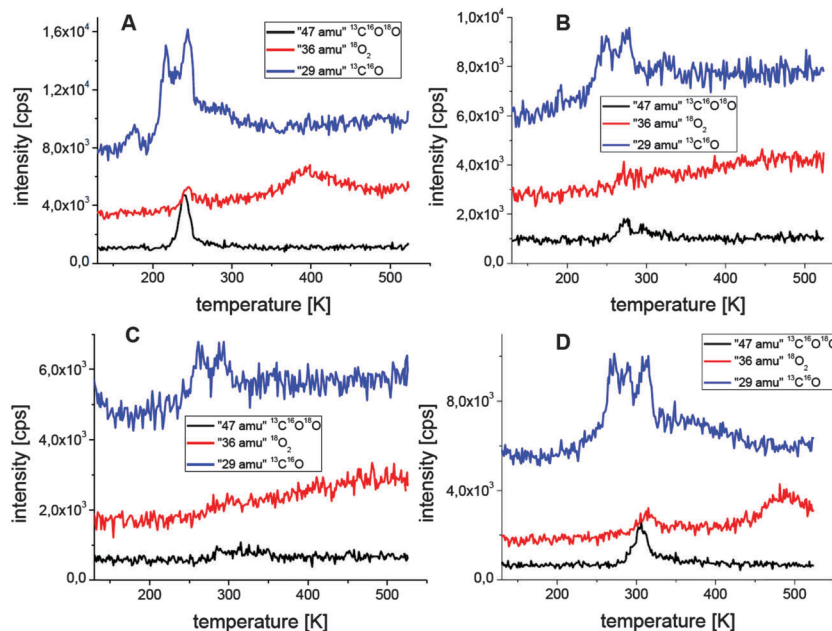 A
"47 amu" ¹³C¹⁶O¹⁸O
"36 amu" ¹⁸O₂
"29 amu" ¹³C¹⁶O
1,6x10⁴
1,2x10⁴
8,0x10³
4,0x10³
0,0
intensity [cps]
200 300 400 500
temperature [K]
B
"47 amu" ¹³C¹⁶O¹⁸O
"36 amu" ¹⁸O₂
"29 amu" ¹³C¹⁶O
1x10⁴
8,0x10³
6,0x10³
4,0x10³
2,0x10³
0,0
intensity [cps]
200 300 400 500
temperature [K]
C
"47 amu" ¹³C¹⁶O¹⁸O
"36 amu" ¹⁸O₂
"29 amu" ¹³C¹⁶O
6,0x10³
4,0x10³
2,0x10³
0,0
intensity [cps]
200 300 400 500
temperature [K]
D
"47 amu" ¹³C¹⁶O¹⁸O
"36 amu" ¹⁸O₂
"29 amu" ¹³C¹⁶O
8,0x10³
4,0x10³
0,0
intensity [cps]
200 300 400 500
temperature [K]